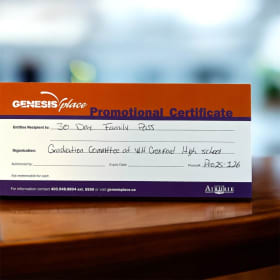 GENESIS place
Promotional Certificate
Entitles Recipient to: 30 Day Family Pass
Organization: Graduation Committee at WH Croxford High school
Authorized by: Expiry Date: Promo#: Pro25-126
For information contact 403.948.8804 ext. 8230 or visit genesisplace.ca
AIRDRIE